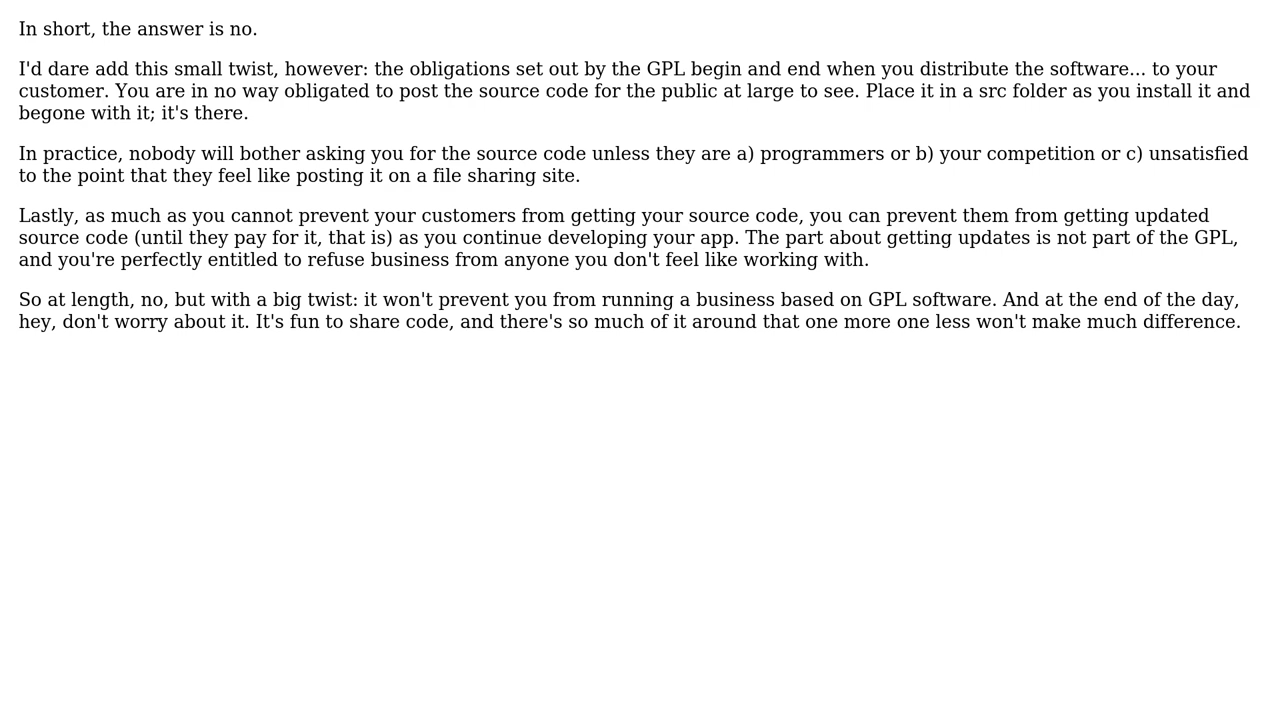 In short, the answer is no.
I'd dare add this small twist, however: the obligations set out by the GPL begin and end when you distribute the software... to your
customer. You are in no way obligated to post the source code for the public at large to see. Place it in a src folder as you install it and
begone with it; it's there.
In practice, nobody will bother asking you for the source code unless they are a) programmers or b) your competition or c) unsatisfied
to the point that they feel like posting it on a file sharing site.
Lastly, as much as you cannot prevent your customers from getting your source code, you can prevent them from getting updated
source code (until they pay for it, that is) as you continue developing your app. The part about getting updates is not part of the GPL,
and you're perfectly entitled to refuse business from anyone you don't feel like working with.
So at length, no, but with a big twist: it won't prevent you from running a business based on GPL software. And at the end of the day,
hey, don't worry about it. It's fun to share code, and there's so much of it around that one more one less won't make much difference.